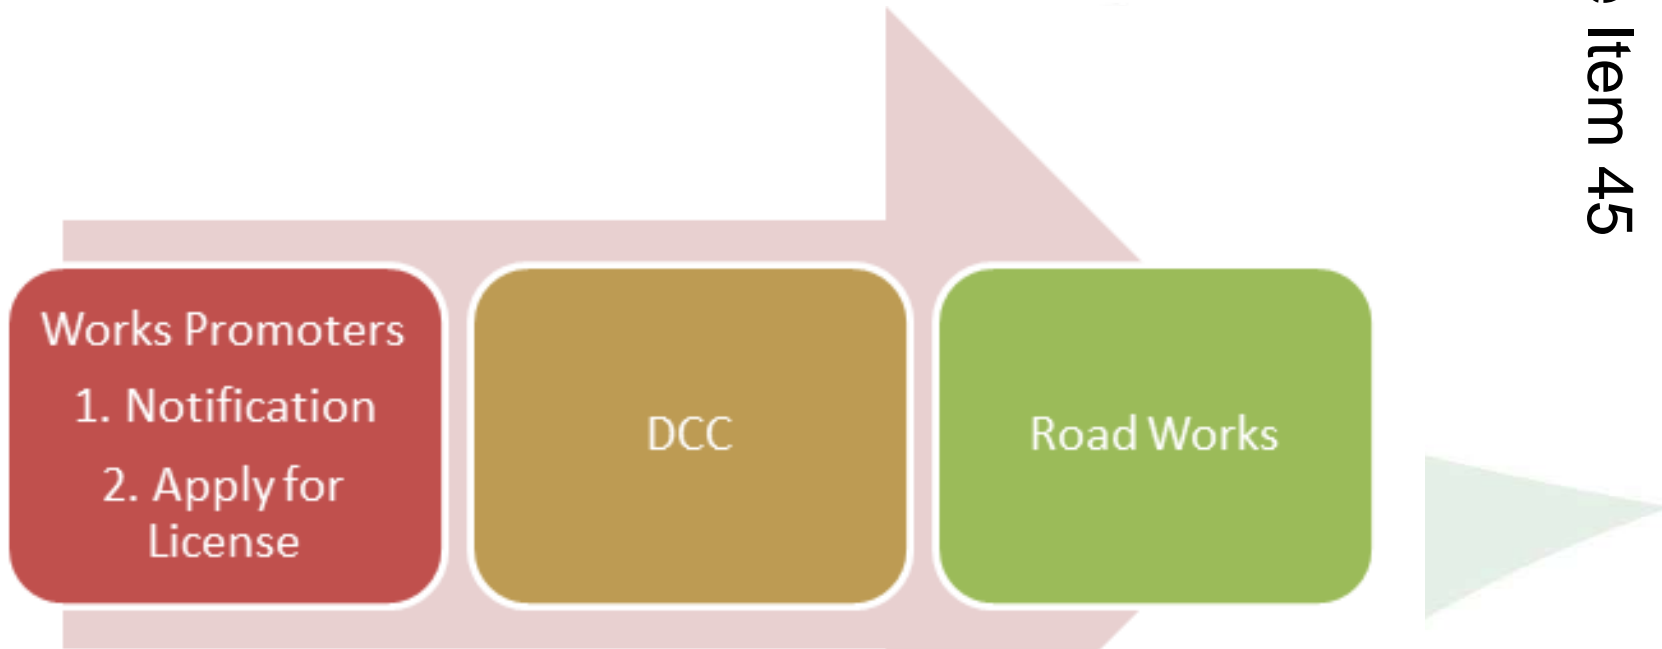 Works Promoters
1. Notification
2. Apply for
License
DCC
Road Works
Item 45